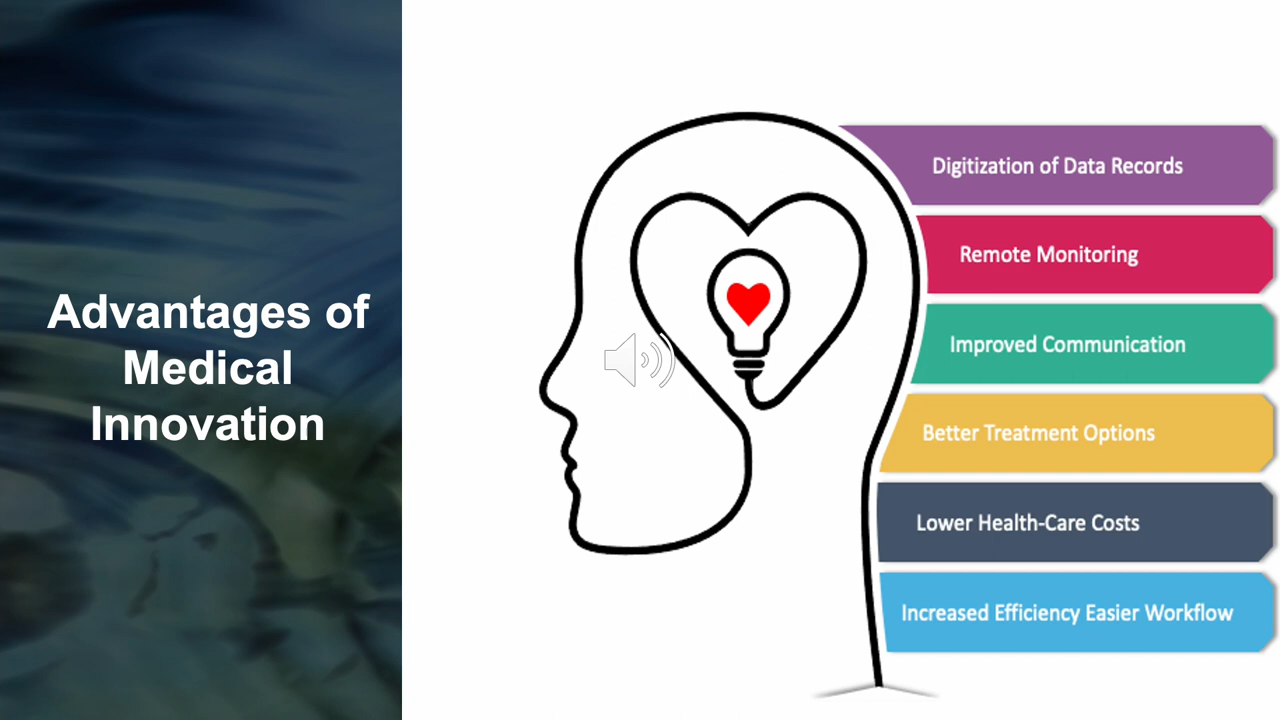 Advantages of
Medical
Innovation
Digitization of Data Records
Remote Monitoring
Improved Communication
Better Treatment Options
Lower Health-Care Costs
Increased Efficiency Easier Workflow